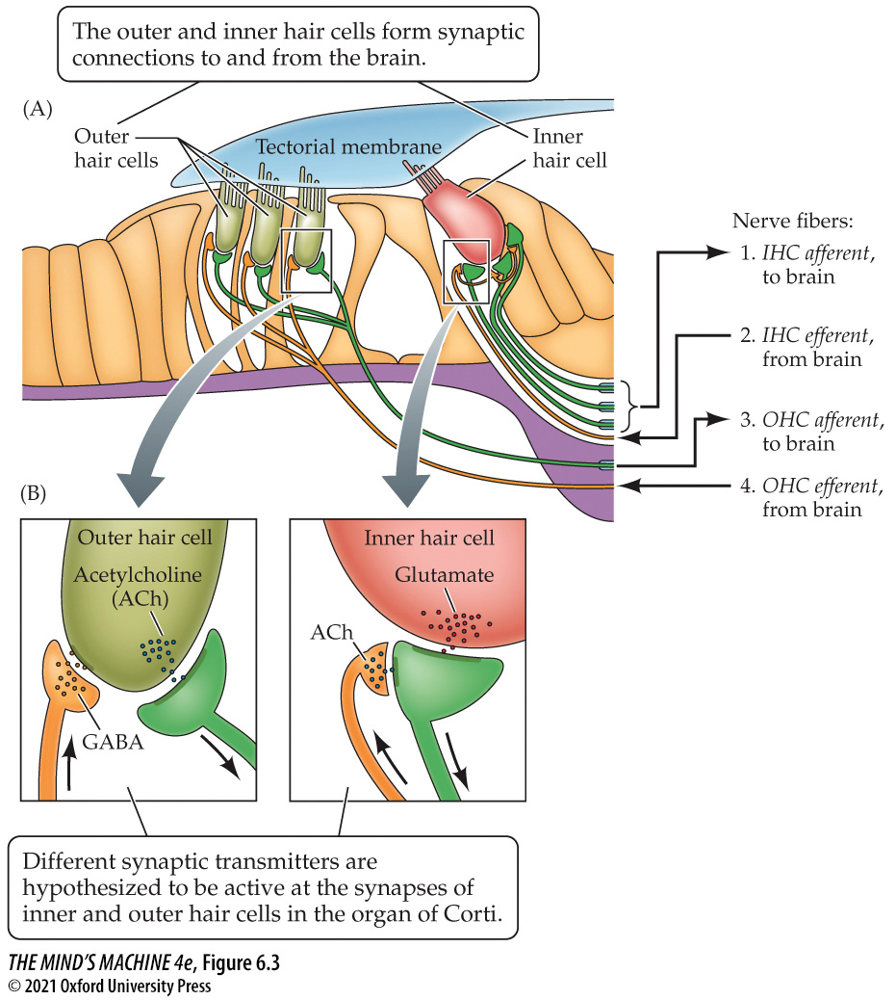 The outer and inner hair cells form synaptic
connections to and from the brain.
(A)
Outer
hair cells
Tectorial membrane
Inner
hair cell
Nerve fibers:
1. IHC afferent,
to brain
2. IHC efferent,
from brain
3. OHC afferent,
to brain
4. OHC efferent,
from brain
(B)
Outer hair cell
Acetylcholine
(ACh)
GABA
Inner hair cell
Glutamate
ACh
Different synaptic transmitters are
hypothesized to be active at the synapses of
inner and outer hair cells in the organ of Corti.
THE MIND'S MACHINE 4e, Figure 6.3
© 2021 Oxford University Press